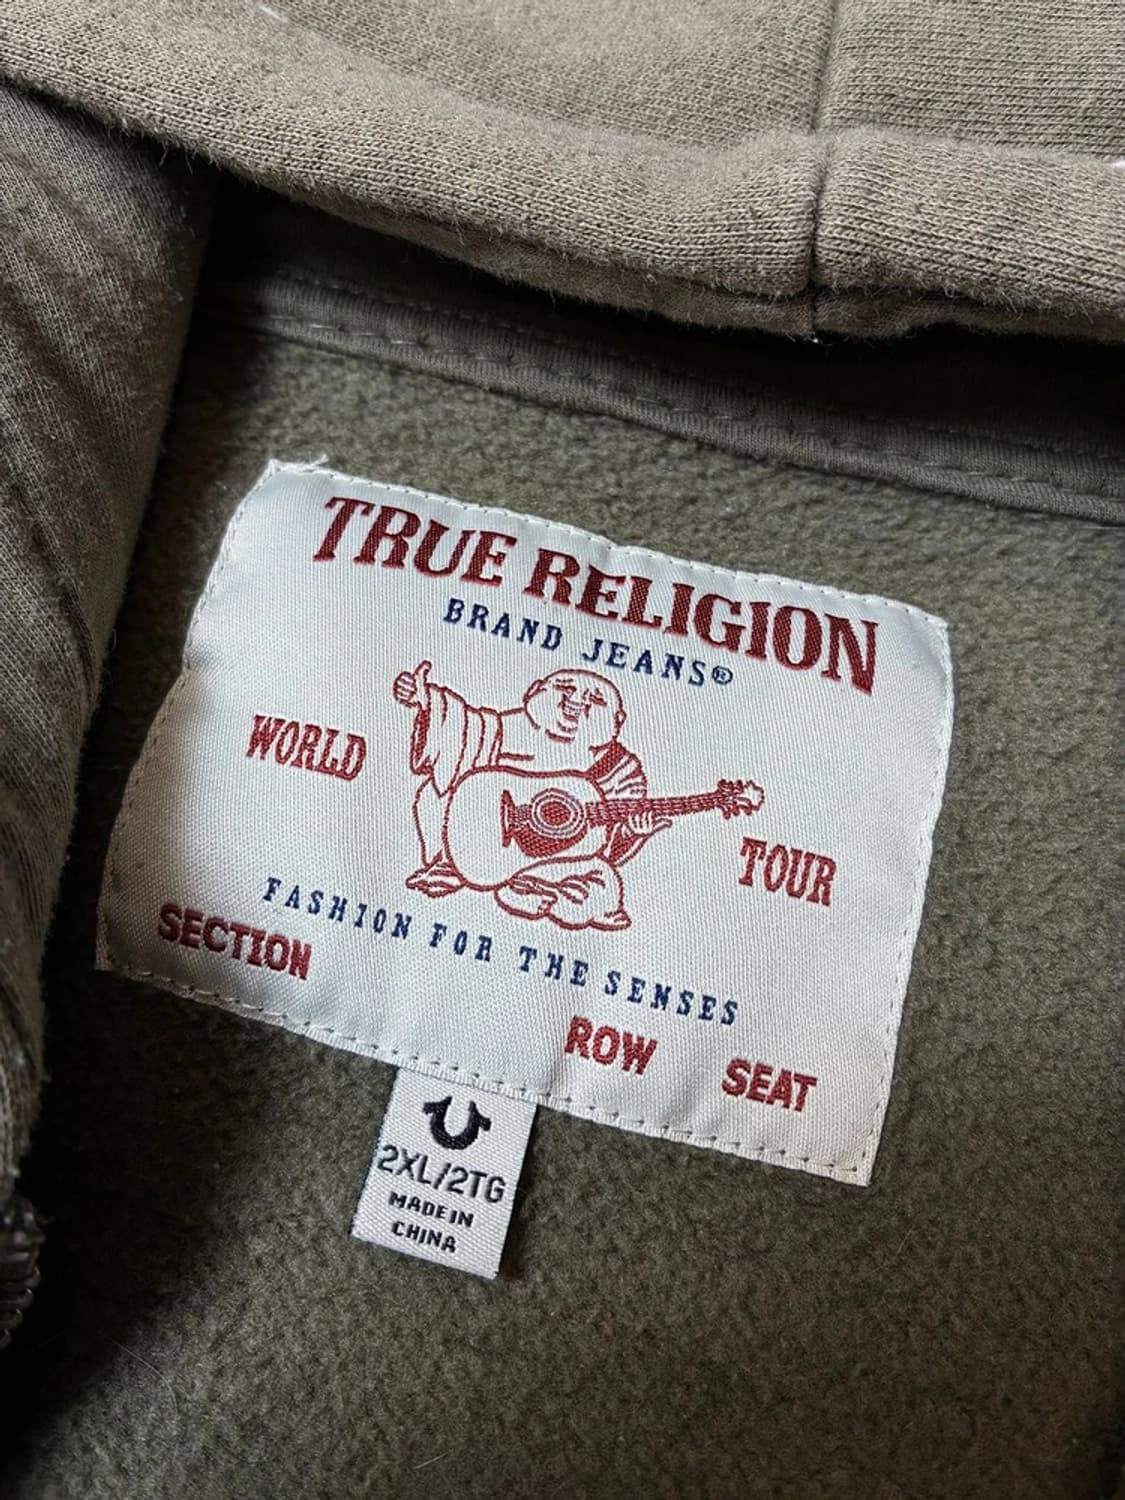 TRUE RELIGION
BRAND JEANS®
WORLD TOUR
FASHION FOR THE SENSES
SECTION ROW SEAT
2XL/2TG
MADE IN
CHINA